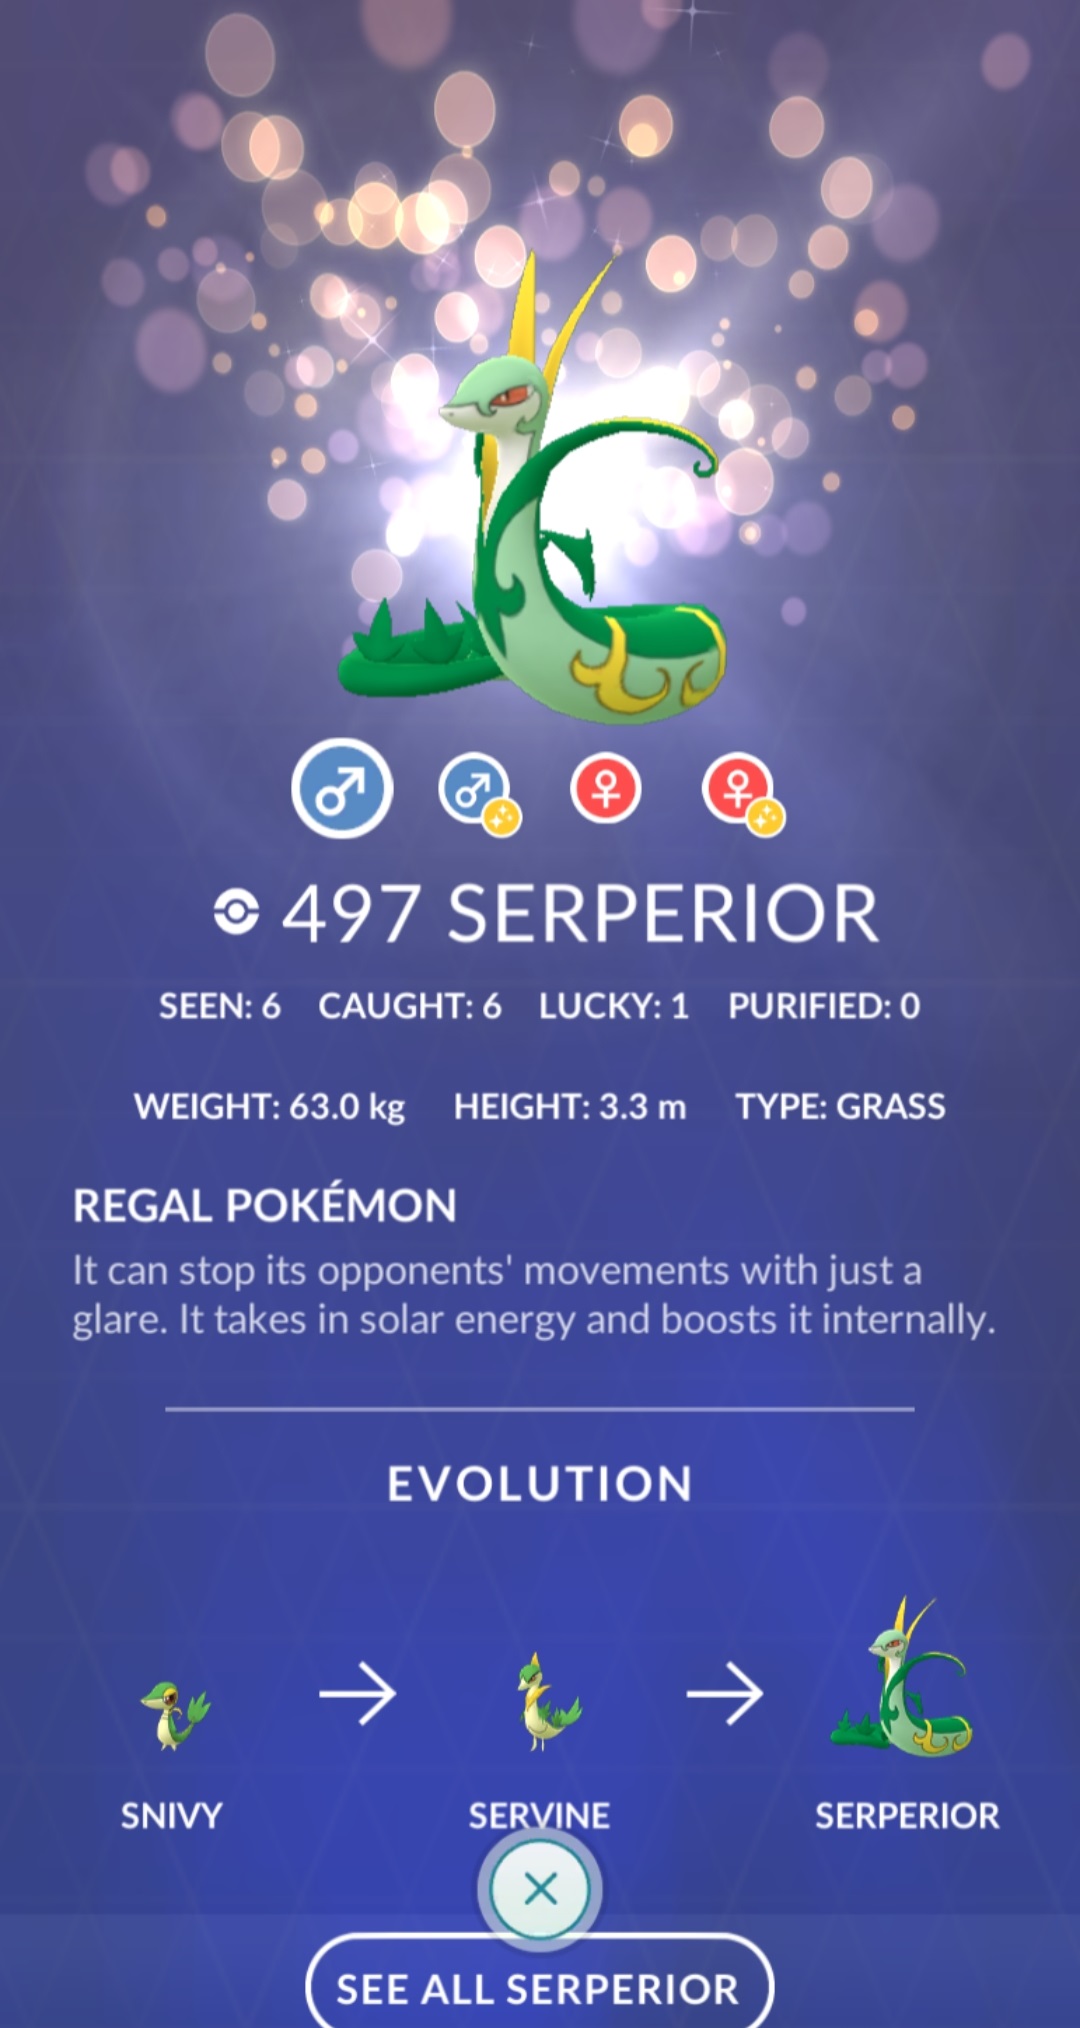 497 SERPERIOR
SEEN: 6 CAUGHT: 6 LUCKY: 1 PURIFIED: 0
WEIGHT: 63.0 kg HEIGHT: 3.3 m TYPE: GRASS
REGAL POKÉMON
It can stop its opponents' movements with just a
glare. It takes in solar energy and boosts it internally.
EVOLUTION
SNIVY SERVINE SERPERIOR
SEE ALL SERPERIOR